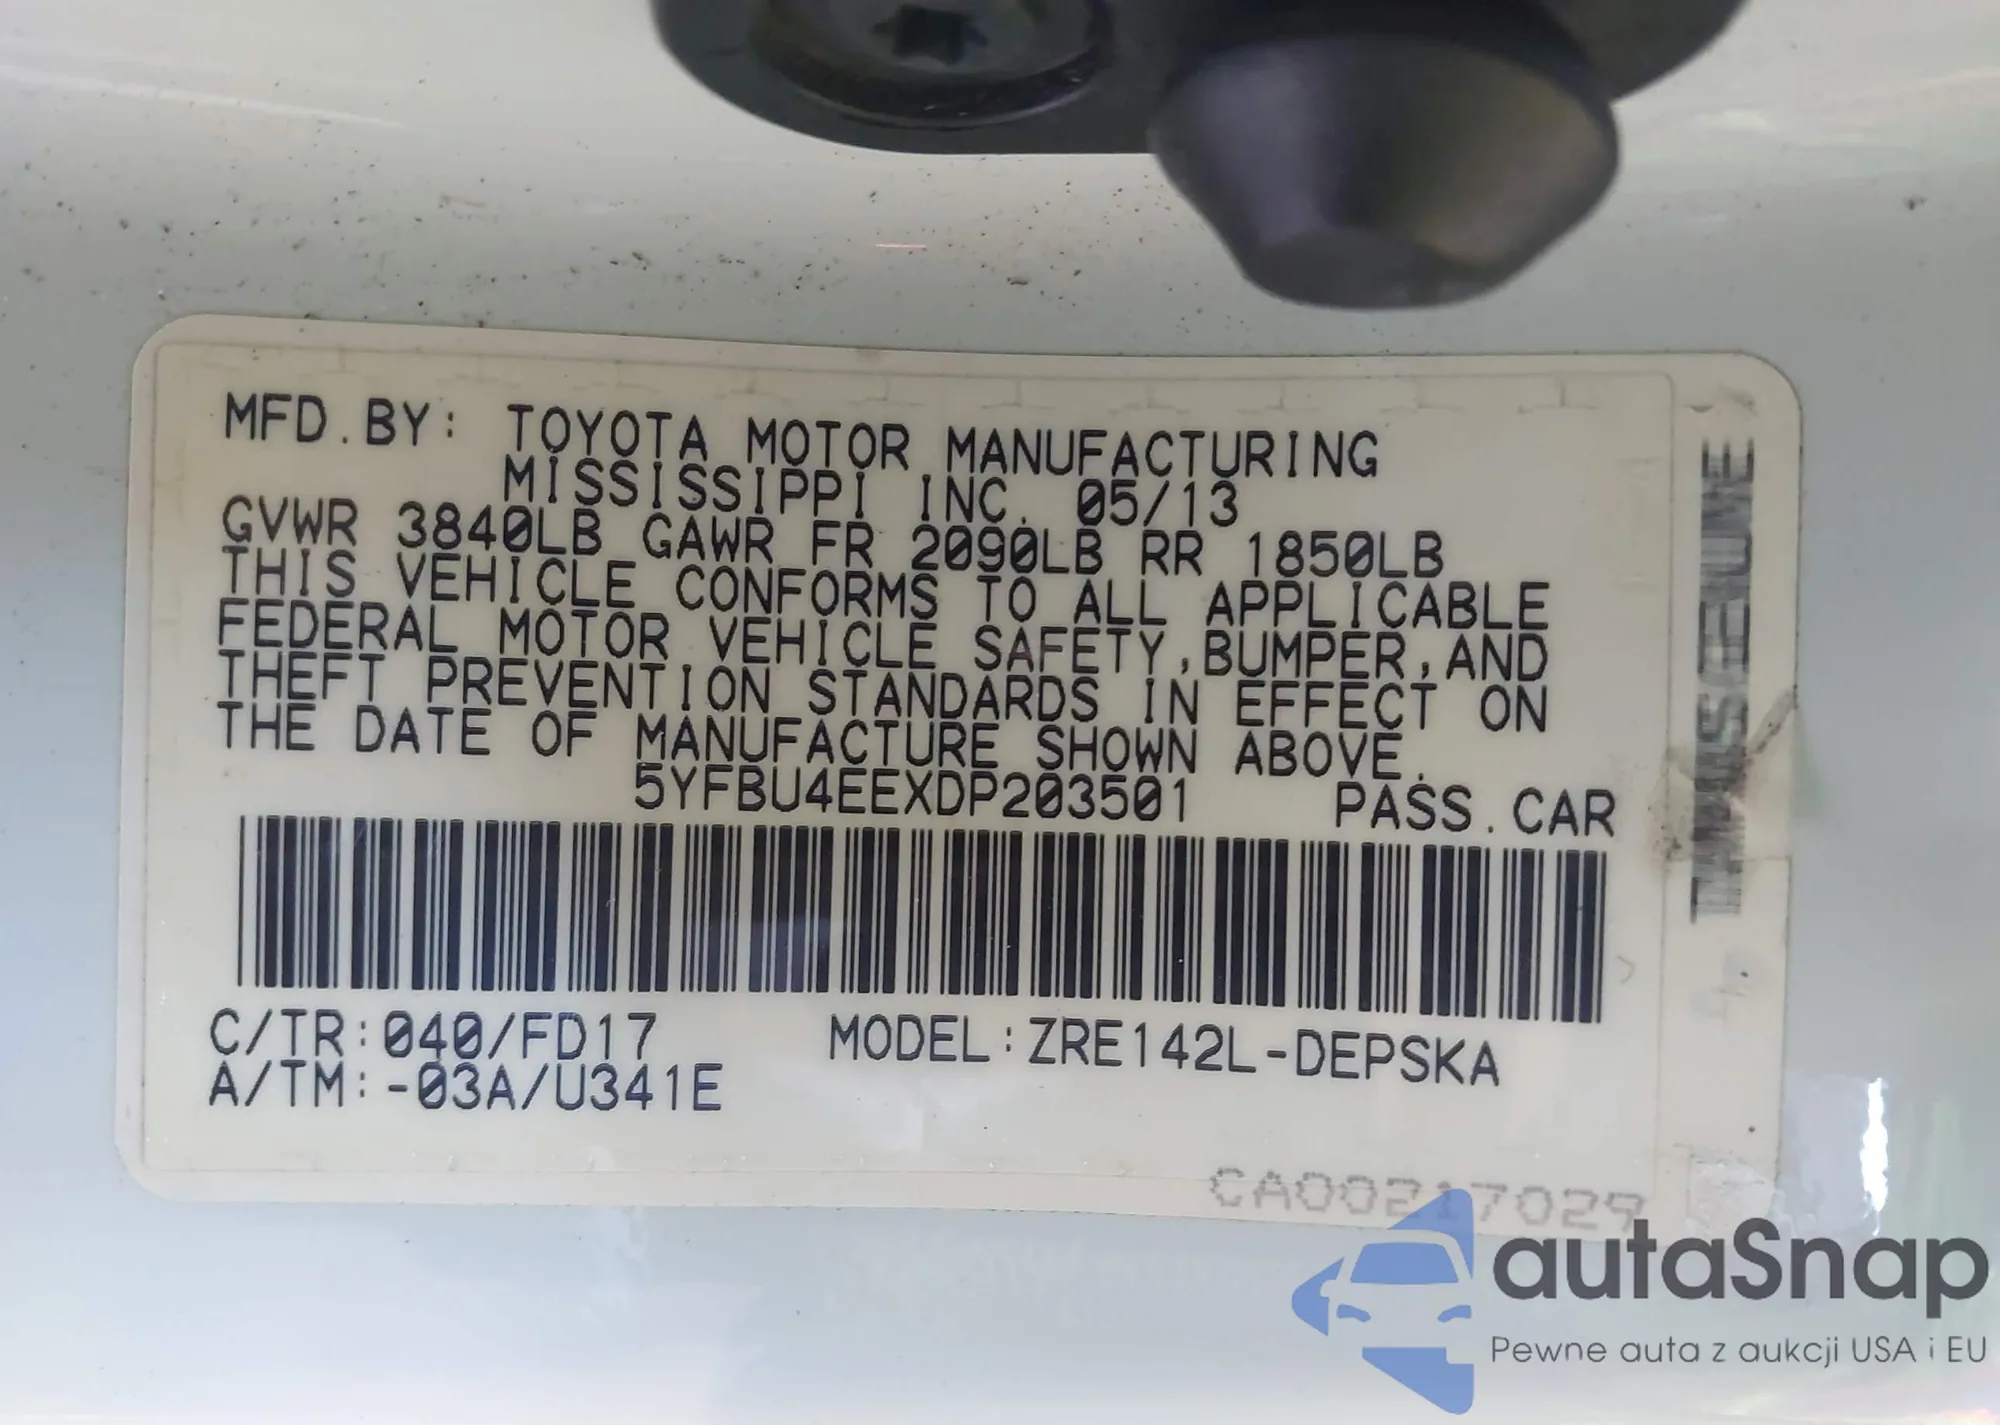 MFD.BY: TOYOTA MOTOR MANUFACTURING
MISSISSIPPI INC. 05/13
GVWR 3840LB GAWR FR 2090LB RR 1850LB
THIS VEHICLE CONFORMS TO ALL APPLICABLE
FEDERAL MOTOR VEHICLE SAFETY,BUMPER,AND
THEFT PREVENTION STANDARDS IN EFFECT ON
THE DATE OF MANUFACTURE SHOWN ABOVE.
5YFBU4EEXDP203501 PASS.CAR
C/TR:040/FD17 MODEL:ZRE142L-DEPSKA
A/TM:-03A/U341E
CA00217029
autaSnap
Pewne auta z aukcji USA i EU